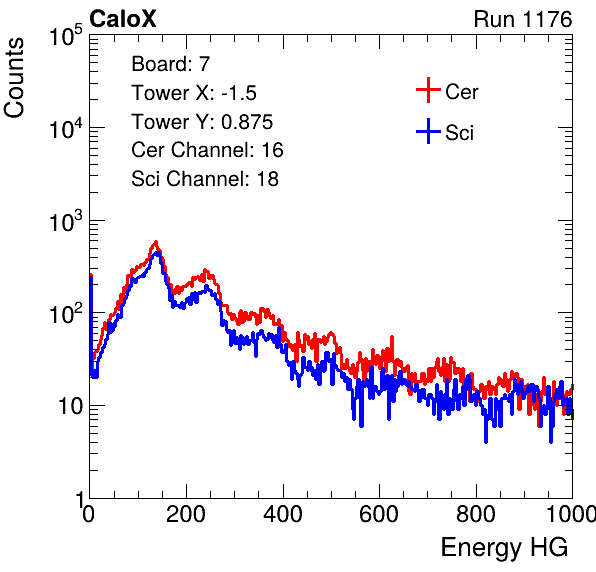 CaloX Run 1176
Counts
10^5
10^4
10^3
10^2
10
1
Board: 7
Tower X: -1.5
Tower Y: 0.875
Cer Channel: 16
Sci Channel: 18
Cer
Sci
0 200 400 600 800 1000
Energy HG